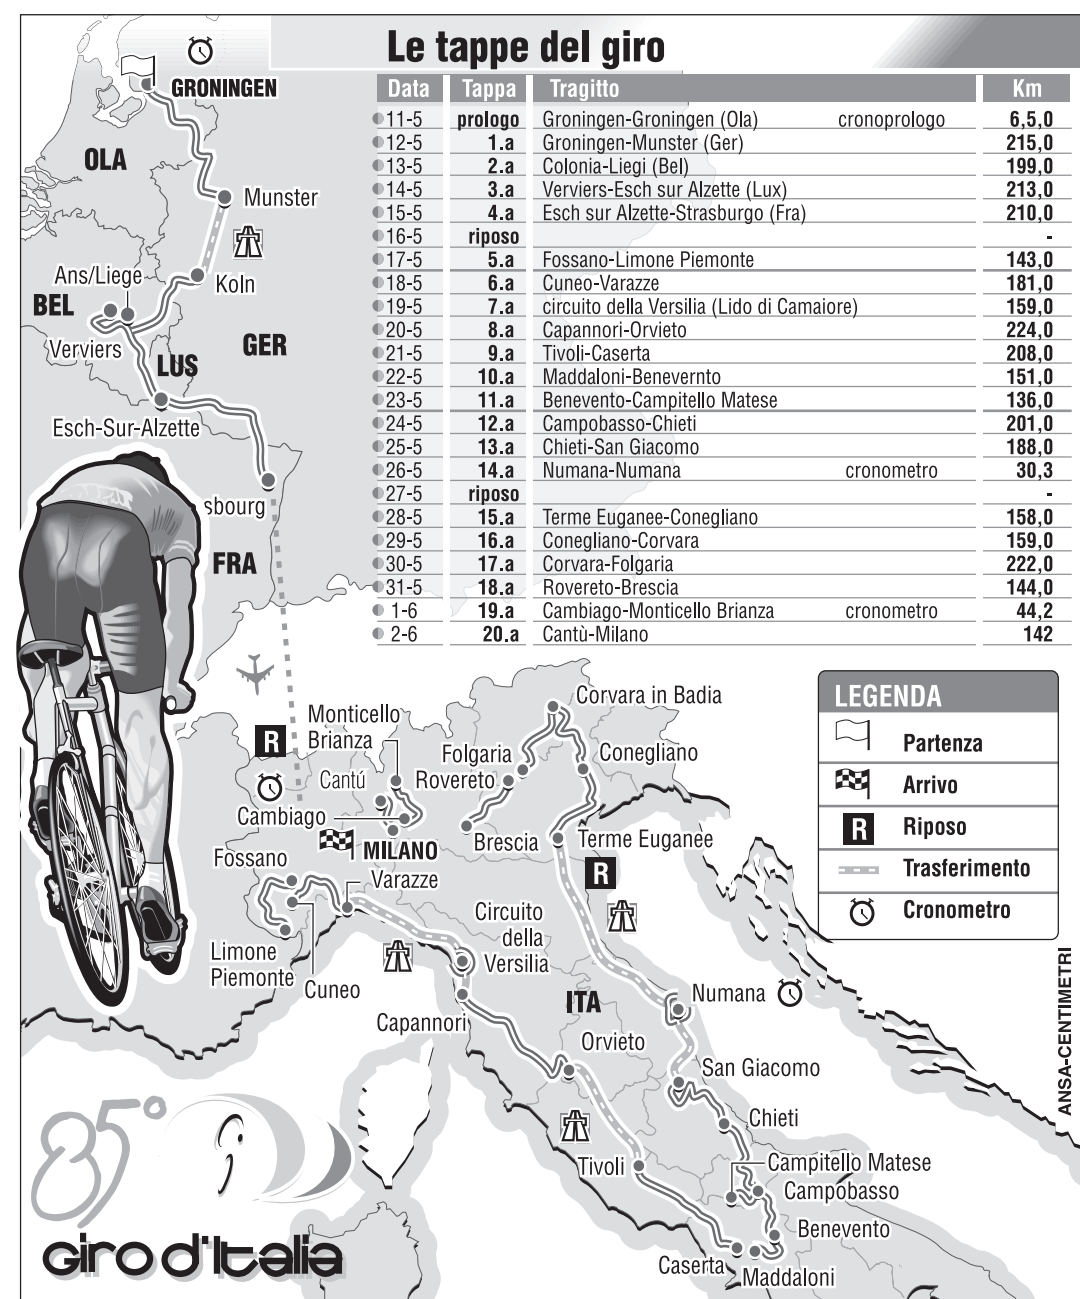 Le tappe del giro
Data Tappa Tragitto Km
11-5 prologo Groningen-Groningen (Ola) cronoprologo 6,5,0
12-5 1.a Groningen-Munster (Ger) 215,0
13-5 2.a Colonia-Liegi (Bel) 199,0
14-5 3.a Verviers-Esch sur Alzette (Lux) 213,0
15-5 4.a Esch sur Alzette-Strasburgo (Fra) 210,0
16-5 riposo -
17-5 5.a Fossano-Limone Piemonte 143,0
18-5 6.a Cuneo-Varazze 181,0
19-5 7.a circuito della Versilia (Lido di Camaiore) 159,0
20-5 8.a Capannori-Orvieto 224,0
21-5 9.a Tivoli-Caserta 208,0
22-5 10.a Maddaloni-Benevernto 151,0
23-5 11.a Benevento-Campitello Matese 136,0
24-5 12.a Campobasso-Chieti 201,0
25-5 13.a Chieti-San Giacomo 188,0
26-5 14.a Numana-Numana cronometro 30,3
27-5 riposo -
28-5 15.a Terme Euganee-Conegliano 158,0
29-5 16.a Conegliano-Corvara 159,0
30-5 17.a Corvara-Folgaria 222,0
31-5 18.a Rovereto-Brescia 144,0
1-6 19.a Cambiago-Monticello Brianza cronometro 44,2
2-6 20.a Cantù-Milano 142
GRONINGEN
OLA
Munster
Ans/Liege
Koln
BEL
Verviers
GER
LUS
Esch-Sur-Alzette
sbourg
FRA
R
Monticello
Brianza
Cantú
Cambiago
MILANO
Folgaria
Rovereto
Corvara in Badia
Conegliano
Brescia
Terme Euganee
R
Fossano
Varazze
Limone
Piemonte
Cuneo
Circuito
della
Versilia
Capannori
ITA
Orvieto
Numana
San Giacomo
Chieti
Tivoli
Campitello Matese
Campobasso
Benevento
Caserta
Maddaloni
LEGENDA
Partenza
Arrivo
R Riposo
Trasferimento
Cronometro
ANSA-CENTIMETRI
85°
giro d'Italia